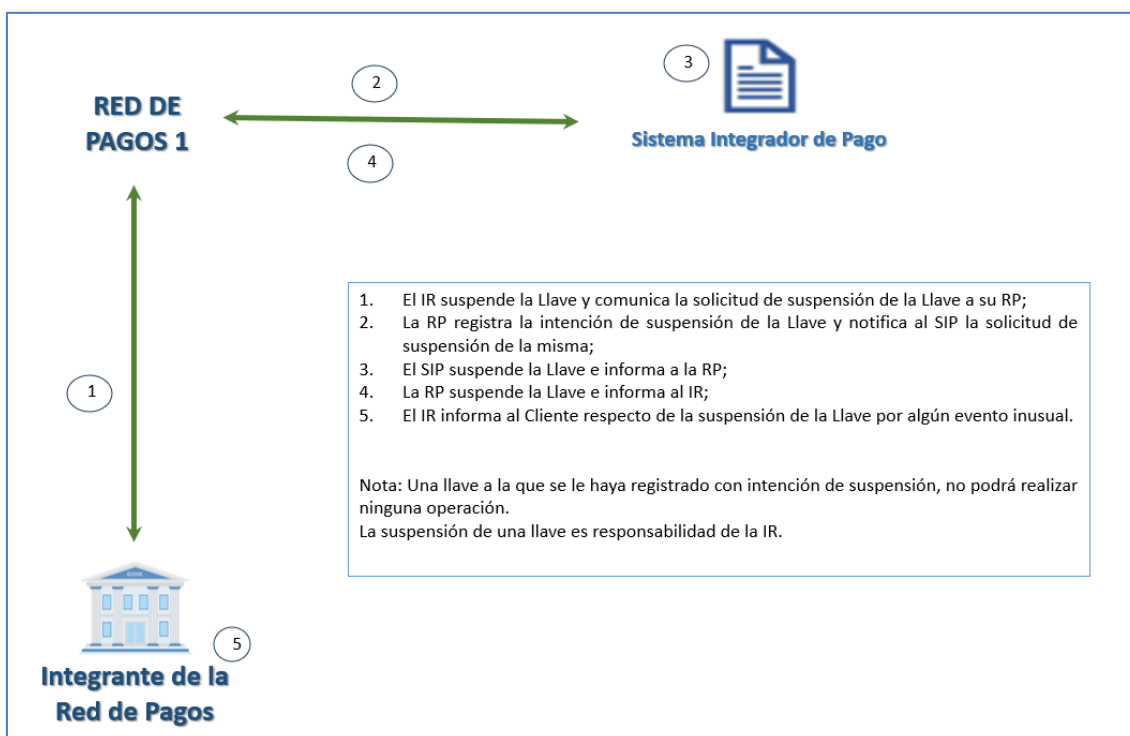 3
2
RED DE
PAGOS 1
Sistema Integrador de Pago
4
1. El IR suspende la Llave y comunica la solicitud de suspensión de la Llave a su RP;
2. La RP registra la intención de suspensión de la Llave y notifica al SIP la solicitud de
suspensión de la misma;
3. El SIP suspende la Llave e informa a la RP;
4. La RP suspende la Llave e informa al IR;
5. El IR informa al Cliente respecto de la suspensión de la Llave por algún evento inusual.
1
Nota: Una llave a la que se le haya registrado con intención de suspensión, no podrá realizar
ninguna operación.
La suspensión de una llave es responsabilidad de la IR.
BANK
5
Integrante de la
Red de Pagos